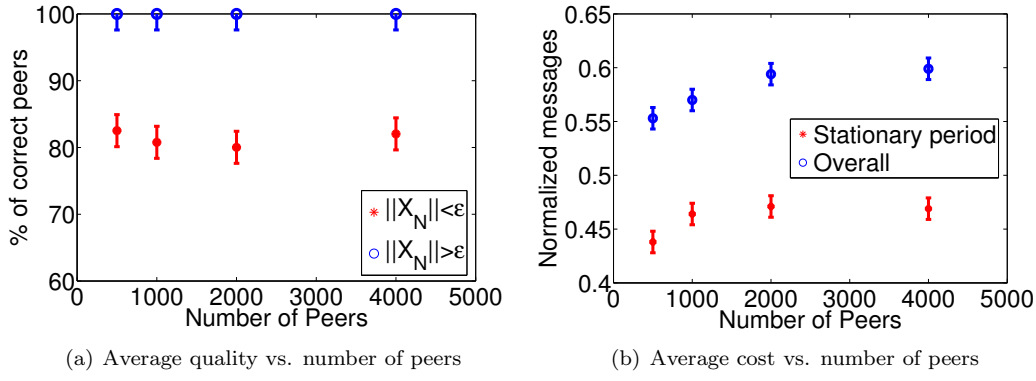 100
90
80
70
60
% of correct peers
||X_N||<ε
||X_N||>ε
0 1000 2000 3000 4000 5000
Number of Peers
(a) Average quality vs. number of peers
0.65
0.6
0.55
0.5
0.45
0.4
Normalized messages
Stationary period
Overall
0 1000 2000 3000 4000 5000
Number of Peers
(b) Average cost vs. number of peers